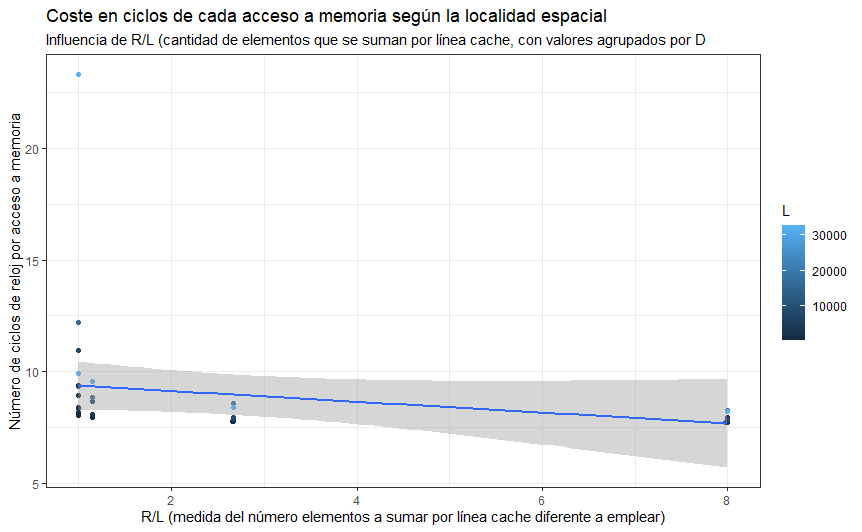 Coste en ciclos de cada acceso a memoria según la localidad espacial
Influencia de R/L (cantidad de elementos que se suman por línea cache, con valores agrupados por D
Número de ciclos de reloj por acceso a memoria
20
15
10
5
2
4
6
8
R/L (medida del número elementos a sumar por línea cache diferente a emplear)
L
30000
20000
10000